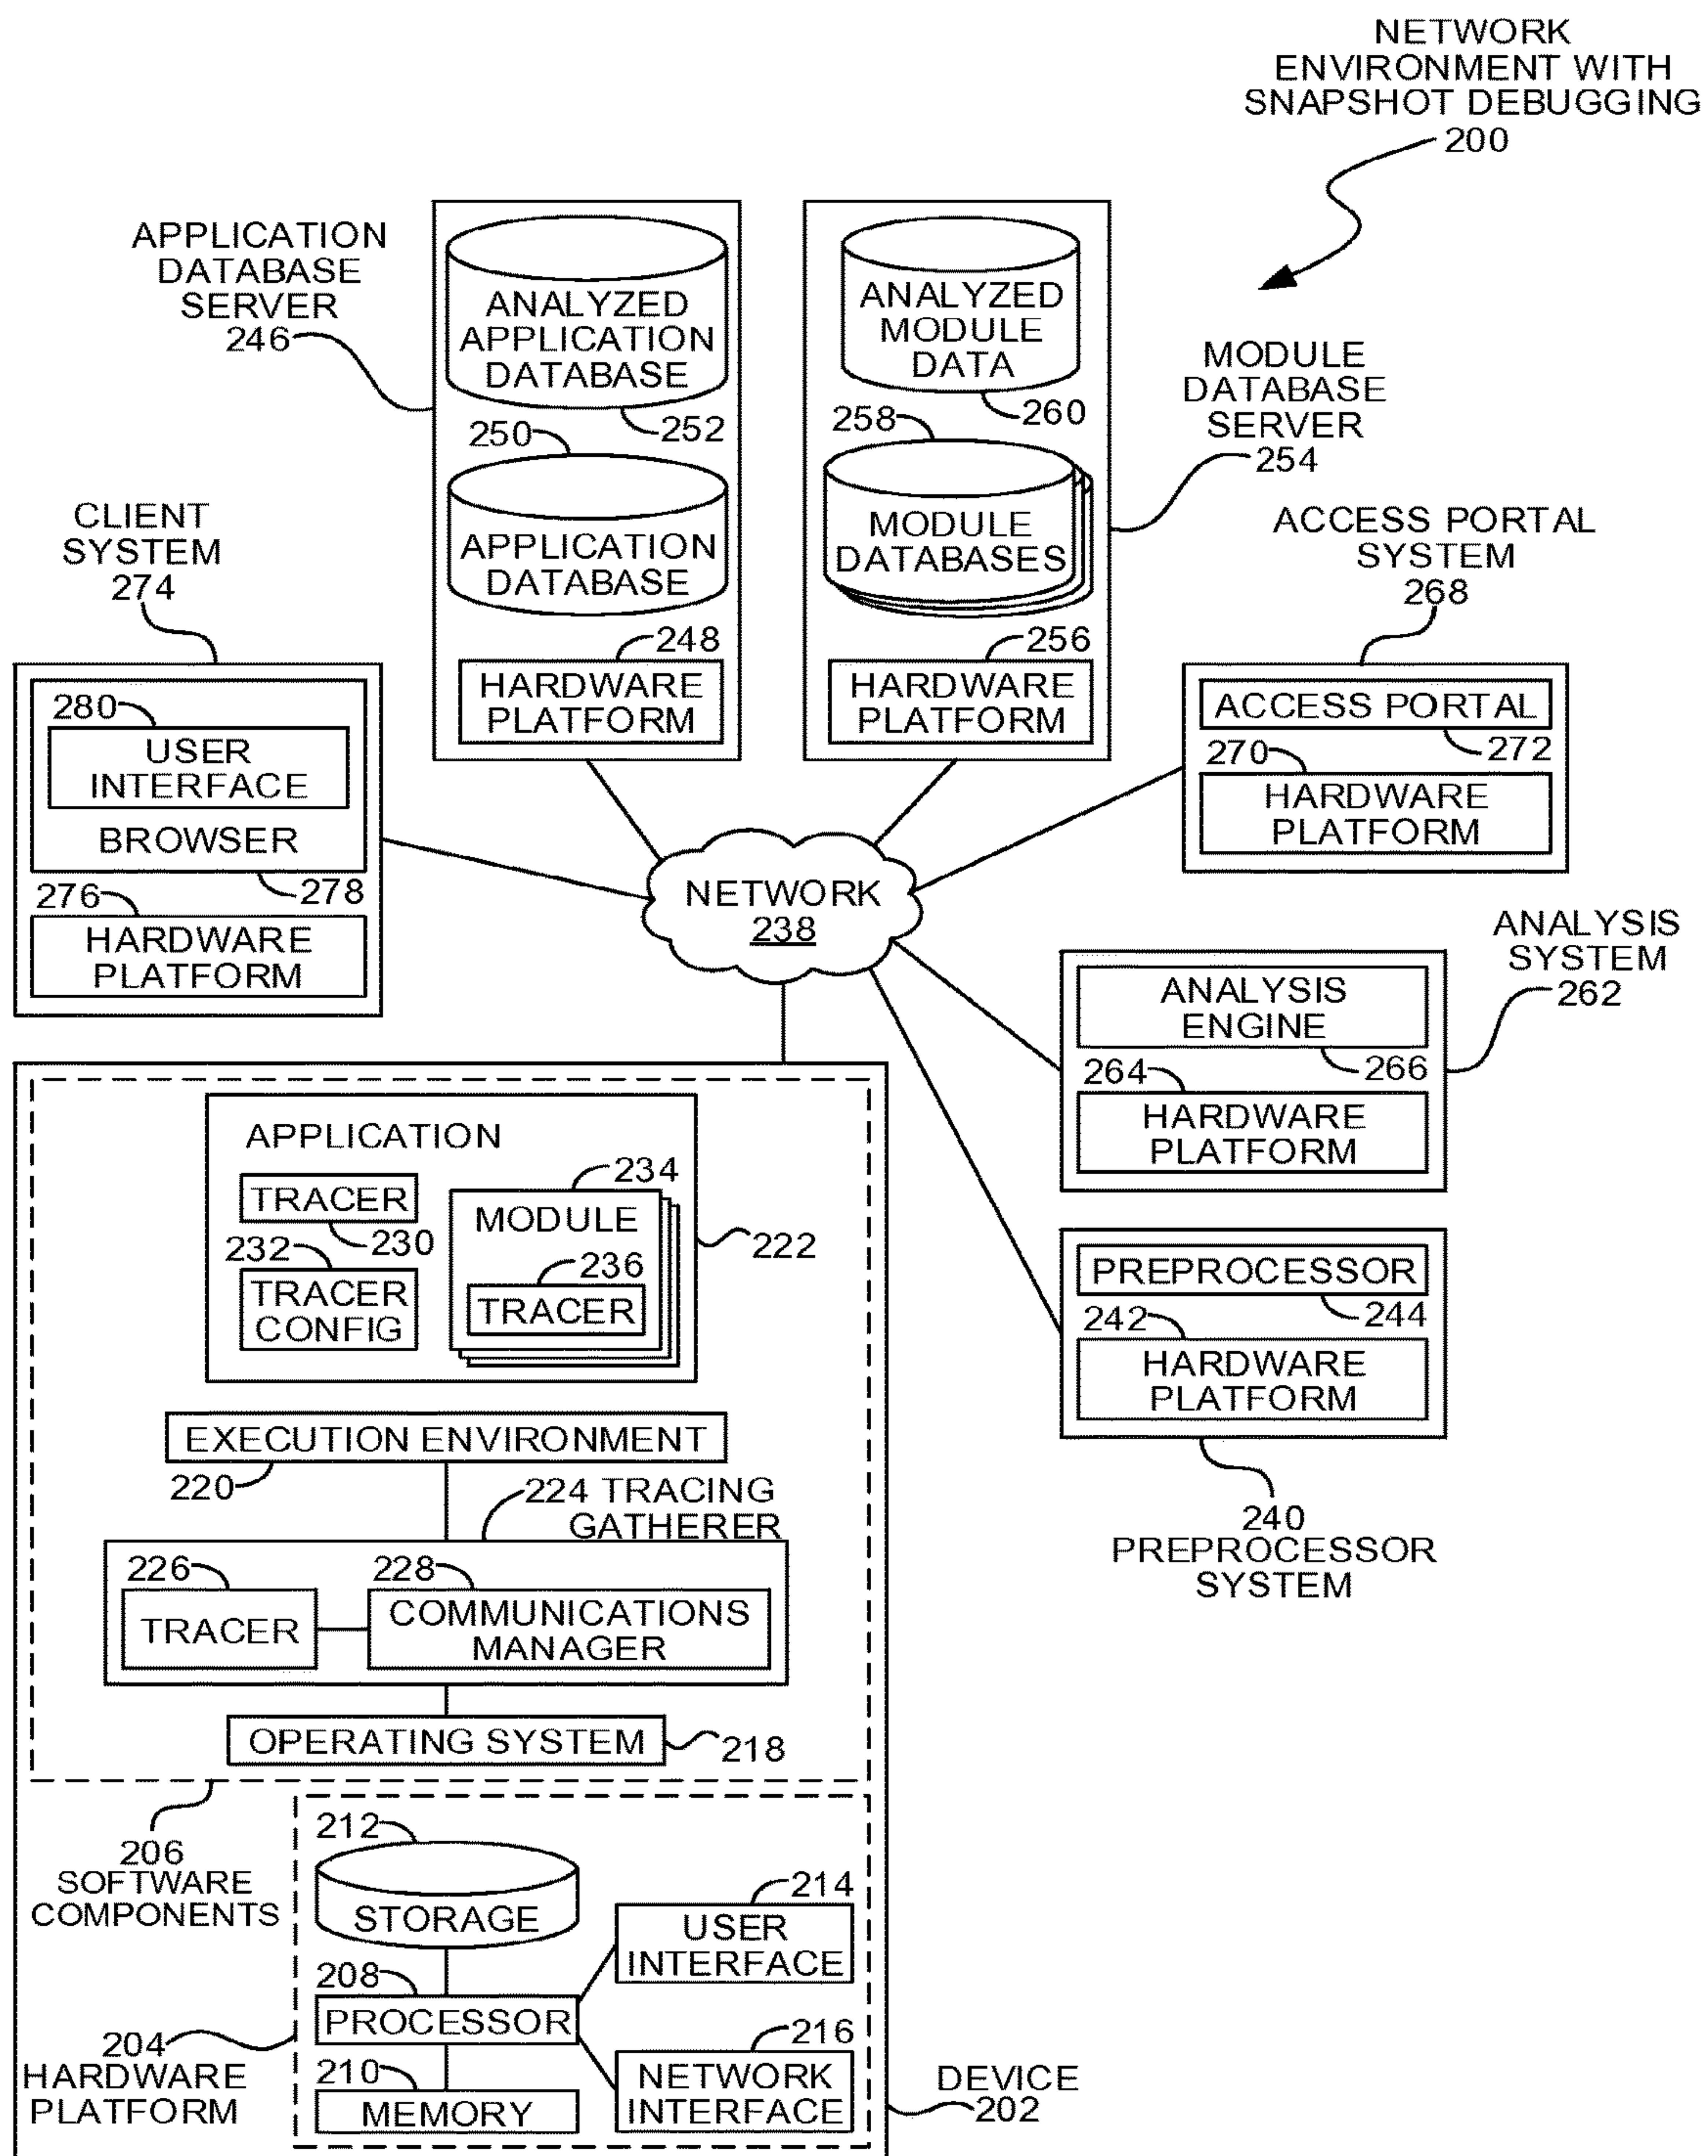 NETWORK
ENVIRONMENT WITH
SNAPSHOT DEBUGGING
200
APPLICATION
DATABASE
SERVER
246
ANALYZED
APPLICATION
DATABASE
252
250
APPLICATION
DATABASE
248
HARDWARE
PLATFORM
ANALYZED
MODULE
DATA
260
258
MODULE
DATABASES
256
HARDWARE
PLATFORM
MODULE
DATABASE
SERVER
254
CLIENT
SYSTEM
274
280
USER
INTERFACE
BROWSER
278
276
HARDWARE
PLATFORM
ACCESS PORTAL
SYSTEM
268
ACCESS PORTAL
272
270
HARDWARE
PLATFORM
NETWORK
238
ANALYSIS
SYSTEM
262
ANALYSIS
ENGINE
266
264
HARDWARE
PLATFORM
PREPROCESSOR
244
242
HARDWARE
PLATFORM
240
PREPROCESSOR
SYSTEM
APPLICATION
TRACER
230
232
TRACER
CONFIG
234
MODULE
236
TRACER
222
EXECUTION ENVIRONMENT
220
224 TRACING
GATHERER
226
TRACER
228
COMMUNICATIONS
MANAGER
OPERATING SYSTEM
218
206
SOFTWARE
COMPONENTS
212
STORAGE
214
USER
INTERFACE
208
PROCESSOR
204
HARDWARE
PLATFORM
216
NETWORK
INTERFACE
210
MEMORY
DEVICE
202